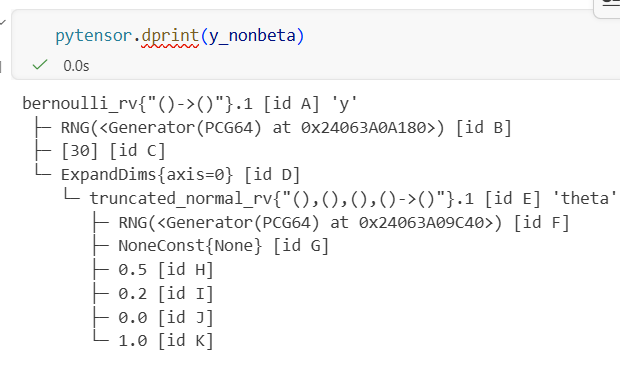 pytensor.dprint(y_nonbeta)
0.0s
bernoulli_rv{"()->()"}.1 [id A] 'y'
├─ RNG(<Generator(PCG64) at 0x24063A0A180>) [id B]
├─ [30] [id C]
└─ ExpandDims{axis=0} [id D]
└─ truncated_normal_rv{"(),(),(),()->()"}.1 [id E] 'theta'
├─ RNG(<Generator(PCG64) at 0x24063A09C40>) [id F]
├─ NoneConst{None} [id G]
├─ 0.5 [id H]
├─ 0.2 [id I]
├─ 0.0 [id J]
└─ 1.0 [id K]